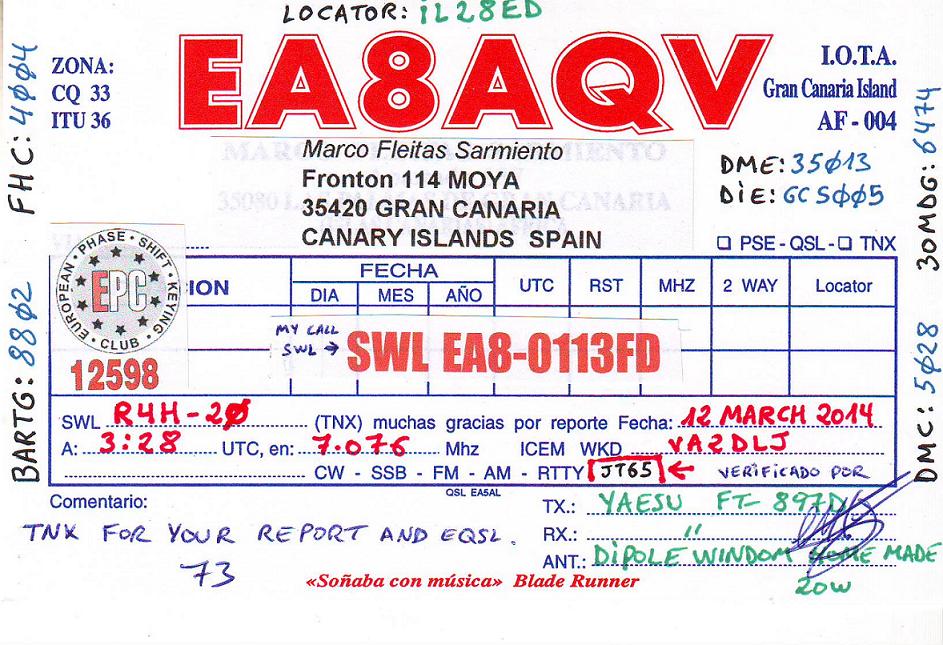 LOCATOR: iL28ED
EA8AQV
ZONA:
CQ 33
ITU 36
I.O.T.A.
Gran Canaria Island
AF - 004
FHC: 4004
BARTG: 8802
30MDG: 6474
DMC: 5028
Marco Fleitas Sarmiento
Fronton 114 MOYA
35420 GRAN CANARIA
CANARY ISLANDS SPAIN
DME: 35013
DIE: GC S005
PSE - QSL - TNX
EUROPEAN PHASE SHIFT KEYING CLUB
EPC
12598
ION
FECHA
DIA MES AÑO
UTC RST MHZ 2 WAY Locator
MY CALL
SWL →
SWL EA8-0113FD
SWL R4H-20 (TNX) muchas gracias por reporte Fecha: 12 MARCH 2014
A: 3:28 UTC, en: 7.076 Mhz ICEM WKD VA2DLJ
CW - SSB - FM - AM - RTTY JT65 ← VERIFICADO POR
QSL EA5AL
Comentario:
TNX FOR YOUR REPORT AND EQSL.
73
TX.: YAESU FT-897D
RX.: "
ANT.: DiPOLE WINDOM HOME MADE
20W
«Soñaba con música» Blade Runner